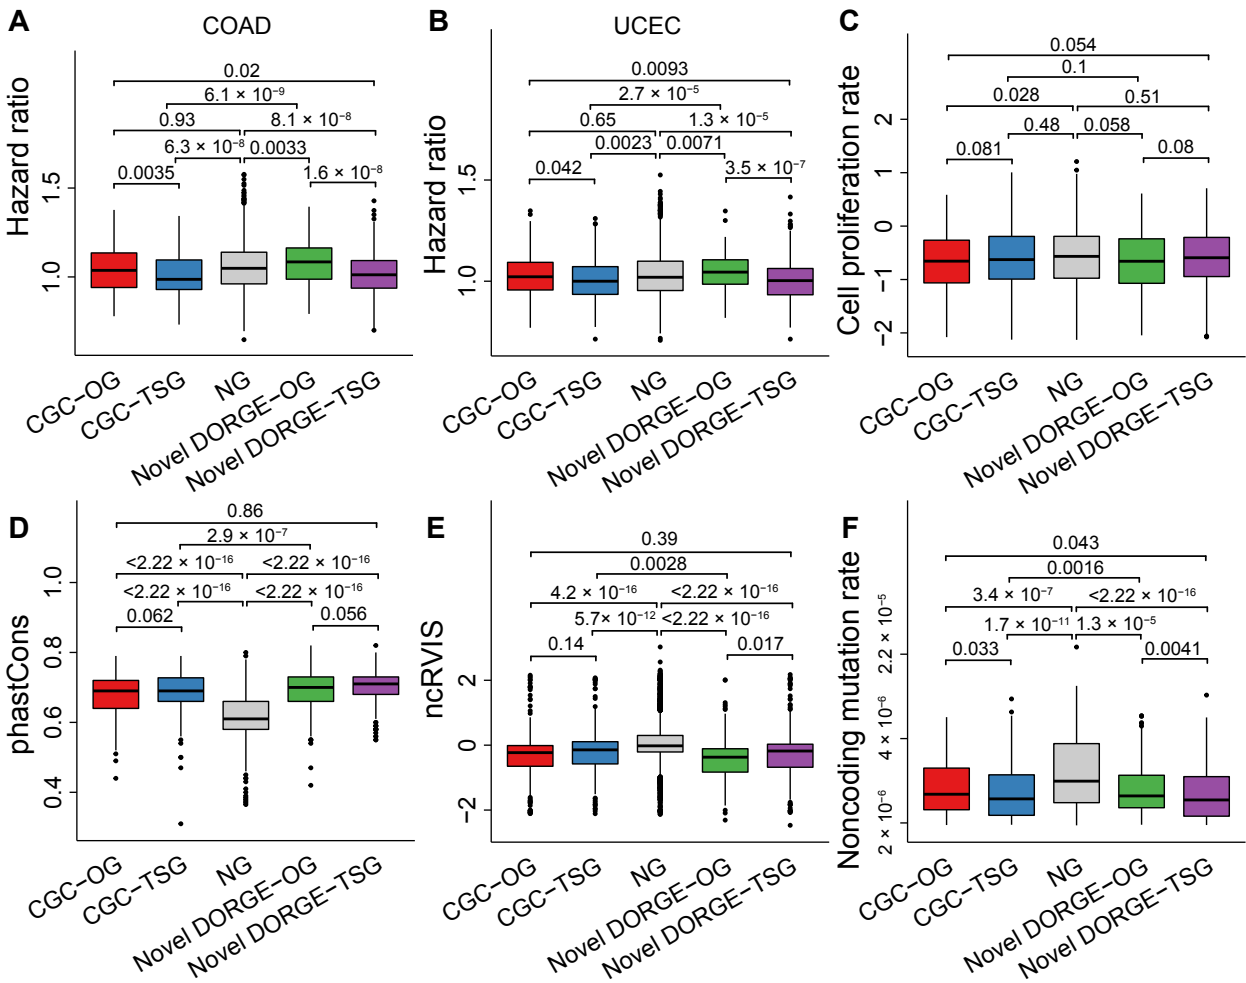 A
COAD
Hazard ratio
0.02
6.1 × 10⁻⁹
0.93
8.1 × 10⁻⁸
6.3 × 10⁻⁸
0.0033
0.0035
1.6 × 10⁻⁸
1.5
1.0
CGC−OG
CGC−TSG
NG
Novel DORGE−OG
Novel DORGE−TSG
B
UCEC
Hazard ratio
0.0093
2.7 × 10⁻⁵
0.65
1.3 × 10⁻⁵
0.0023
0.0071
0.042
3.5 × 10⁻⁷
1.5
1.0
CGC−OG
CGC−TSG
NG
Novel DORGE−OG
Novel DORGE−TSG
C
Cell proliferation rate
0.054
0.1
0.028
0.51
0.48
0.058
0.081
0.08
2
1
0
−1
−2
CGC−OG
CGC−TSG
NG
Novel DORGE−OG
Novel DORGE−TSG
D
phastCons
0.86
2.9 × 10⁻⁷
<2.22 × 10⁻¹⁶
<2.22 × 10⁻¹⁶
<2.22 × 10⁻¹⁶
<2.22 × 10⁻¹⁶
0.062
0.056
1.0
0.8
0.6
0.4
CGC−OG
CGC−TSG
NG
Novel DORGE−OG
Novel DORGE−TSG
E
ncRVIS
0.39
0.0028
4.2 × 10⁻¹⁶
<2.22 × 10⁻¹⁶
5.7× 10⁻¹²
<2.22 × 10⁻¹⁶
0.14
0.017
2
0
−2
CGC−OG
CGC−TSG
NG
Novel DORGE−OG
Novel DORGE−TSG
F
Noncoding mutation rate
0.043
0.0016
3.4 × 10⁻⁷
<2.22 × 10⁻¹⁶
1.7 × 10⁻¹¹
1.3 × 10⁻⁵
0.033
0.0041
2.2 × 10⁻⁵
4 × 10⁻⁶
2 × 10⁻⁶
CGC−OG
CGC−TSG
NG
Novel DORGE−OG
Novel DORGE−TSG